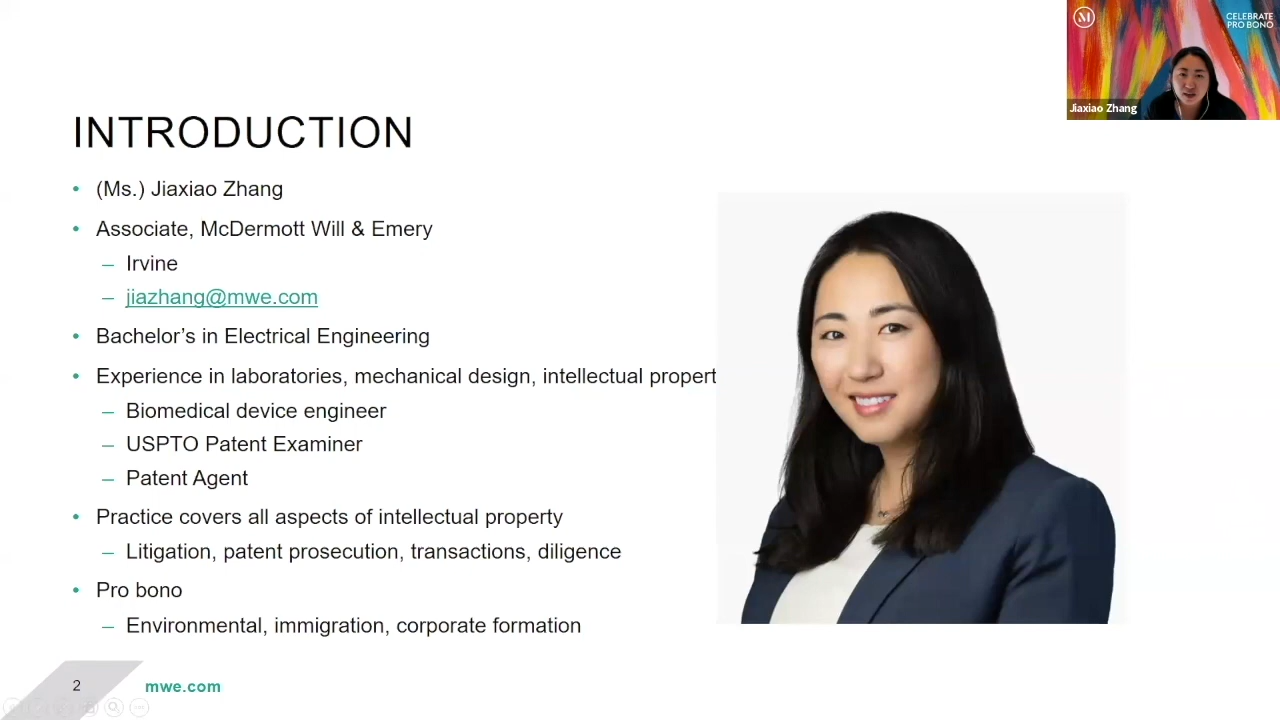 CELEBRATE
PRO BONO
Jiaxiao Zhang
INTRODUCTION
• (Ms.) Jiaxiao Zhang
• Associate, McDermott Will & Emery
– Irvine
– jiazhang@mwe.com
• Bachelor’s in Electrical Engineering
• Experience in laboratories, mechanical design, intellectual propert
– Biomedical device engineer
– USPTO Patent Examiner
– Patent Agent
• Practice covers all aspects of intellectual property
– Litigation, patent prosecution, transactions, diligence
• Pro bono
– Environmental, immigration, corporate formation
2
mwe.com